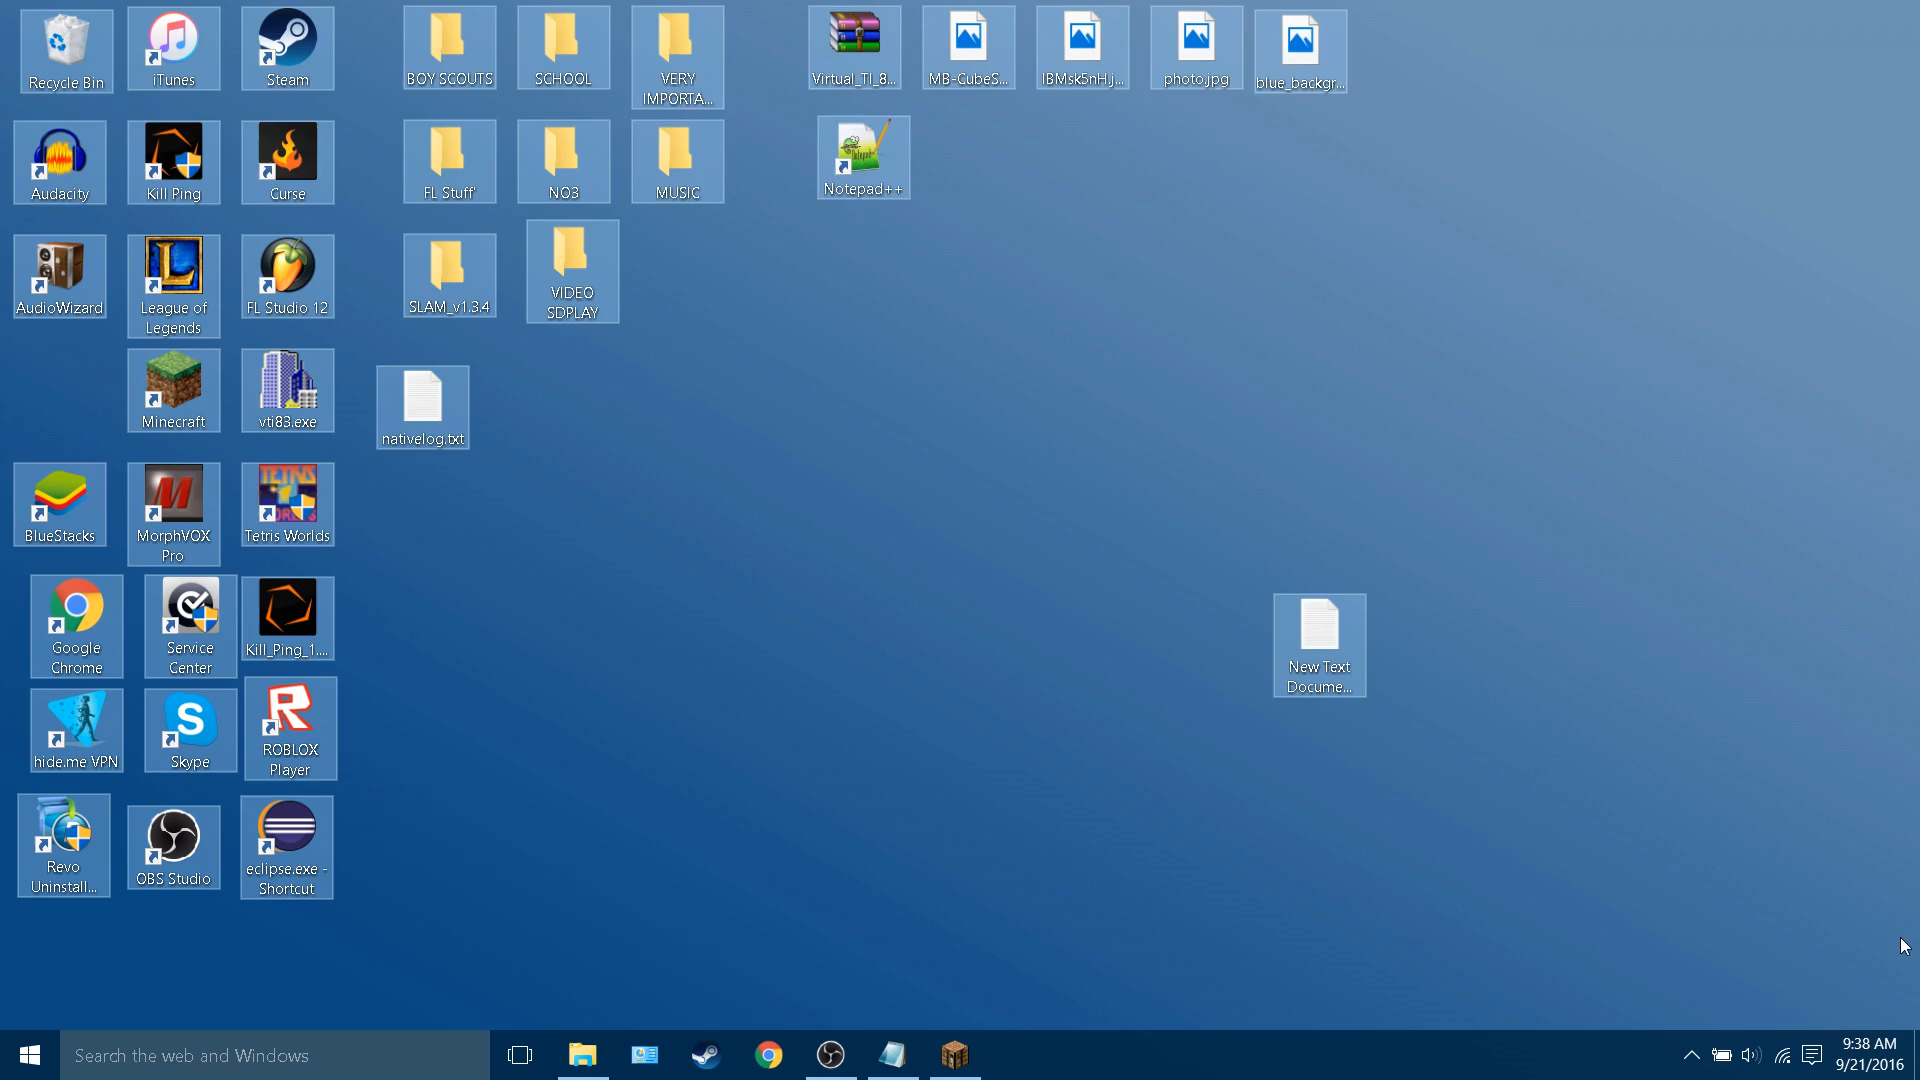 Recycle Bin
iTunes
Steam
BOY SCOUTS
SCHOOL
VERY
IMPORTA...
Virtual_TI_8...
MB-CubeS...
IBMsk5nH.j...
photo.jpg
blue_backgr...
Audacity
Kill Ping
Curse
FL Stuff'
NO3
MUSIC
Notepad++
AudioWizard
League of
Legends
FL Studio 12
SLAM_v1.3.4
VIDEO
SDPLAY
Minecraft
vti83.exe
nativelog.txt
BlueStacks
MorphVOX
Pro
TETRIS
Tetris Worlds
Google
Chrome
Service
Center
Kill_Ping_1....
New Text
Docume...
hide.me VPN
Skype
ROBLOX
Player
Revo
Uninstall...
OBS Studio
eclipse.exe -
Shortcut
Search the web and Windows
9:38 AM
9/21/2016